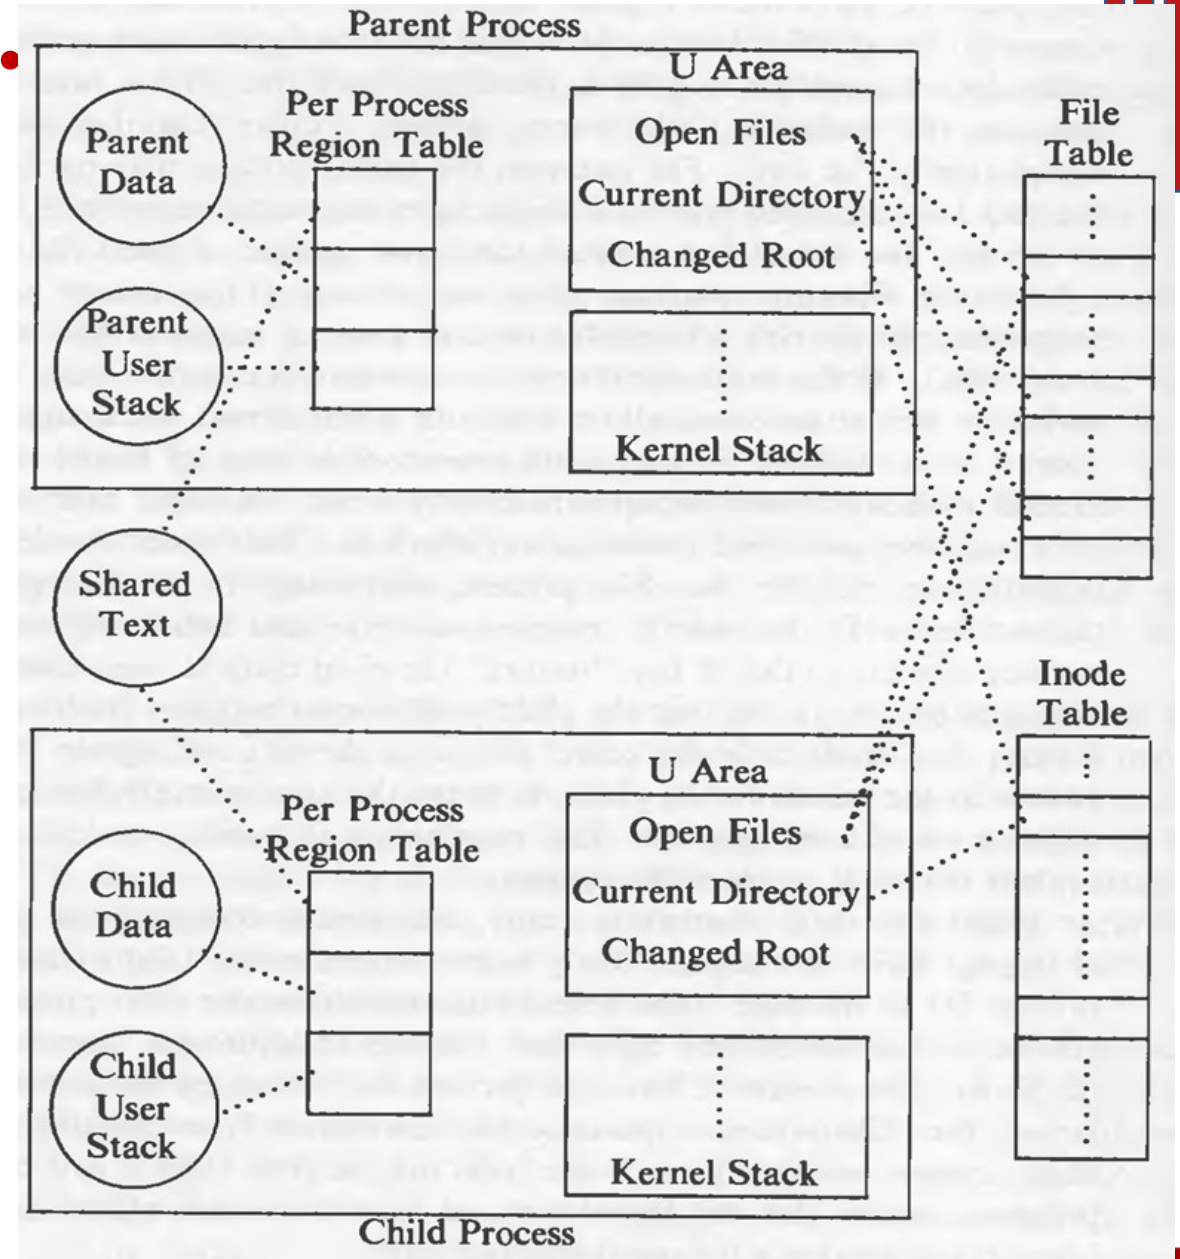 Parent Process
U Area
Per Process
Region Table
Parent
Data
Open Files
Current Directory
Changed Root
File
Table
Parent
User
Stack
Kernel Stack
Shared
Text
Inode
Table
U Area
Per Process
Region Table
Open Files
Current Directory
Changed Root
Child
Data
Child
User
Stack
Kernel Stack
Child Process